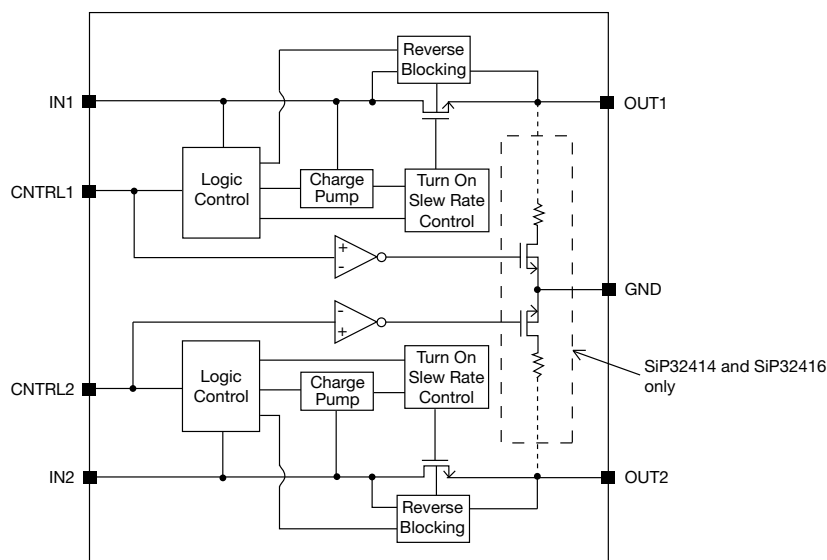 Reverse
Blocking
IN1
OUT1
Logic
Control
Charge
Pump
Turn On
Slew Rate
Control
CNTRL1
+
-
GND
-
+
SiP32414 and SiP32416
only
CNTRL2
Logic
Control
Charge
Pump
Turn On
Slew Rate
Control
IN2
OUT2
Reverse
Blocking